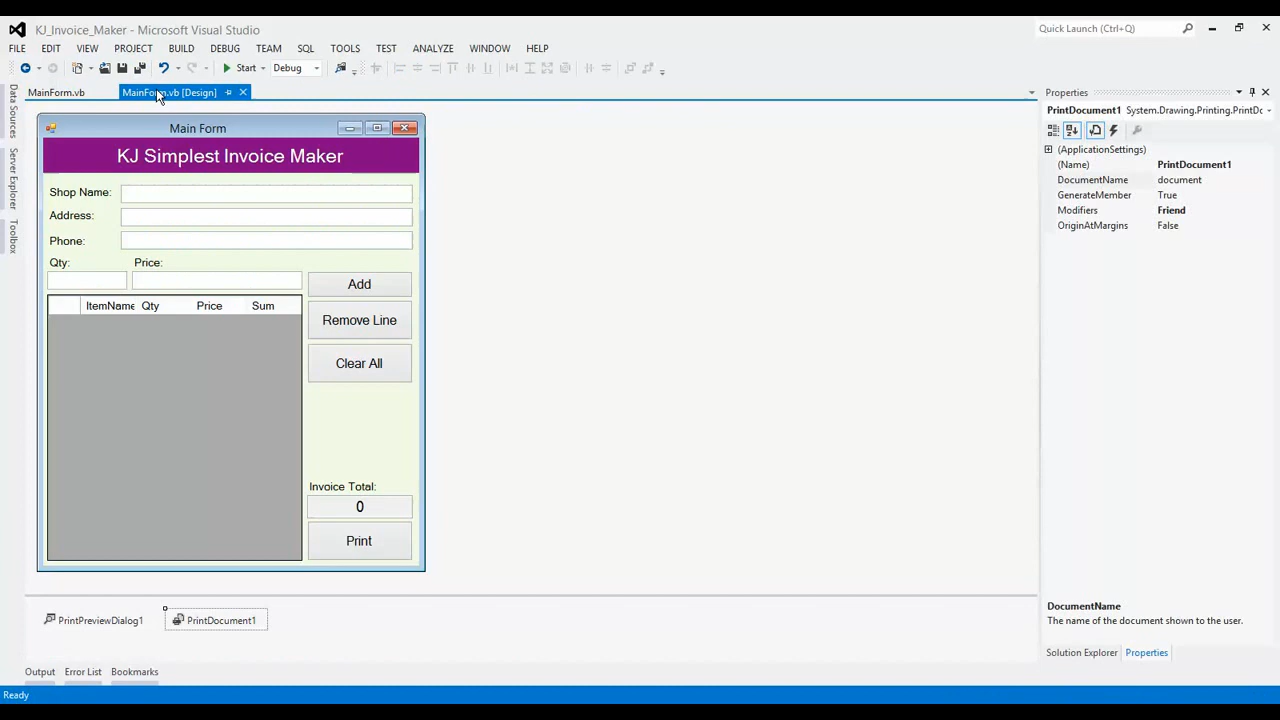 KJ_Invoice_Maker - Microsoft Visual Studio
Quick Launch (Ctrl+Q)
FILE EDIT VIEW PROJECT BUILD DEBUG TEAM SQL TOOLS TEST ANALYZE WINDOW HELP
Start Debug
MainForm.vb MainForm.vb [Design]
Data Sources
Server Explorer
Toolbox
Main Form
KJ Simplest Invoice Maker
Shop Name:
Address:
Phone:
Qty: Price:
Add
ItemName Qty Price Sum
Remove Line
Clear All
Invoice Total:
0
Print
PrintPreviewDialog1 PrintDocument1
Properties
PrintDocument1 System.Drawing.Printing.PrintDc
(ApplicationSettings)
(Name) PrintDocument1
DocumentName document
GenerateMember True
Modifiers Friend
OriginAtMargins False
DocumentName
The name of the document shown to the user.
Solution Explorer Properties
Output Error List Bookmarks
Ready